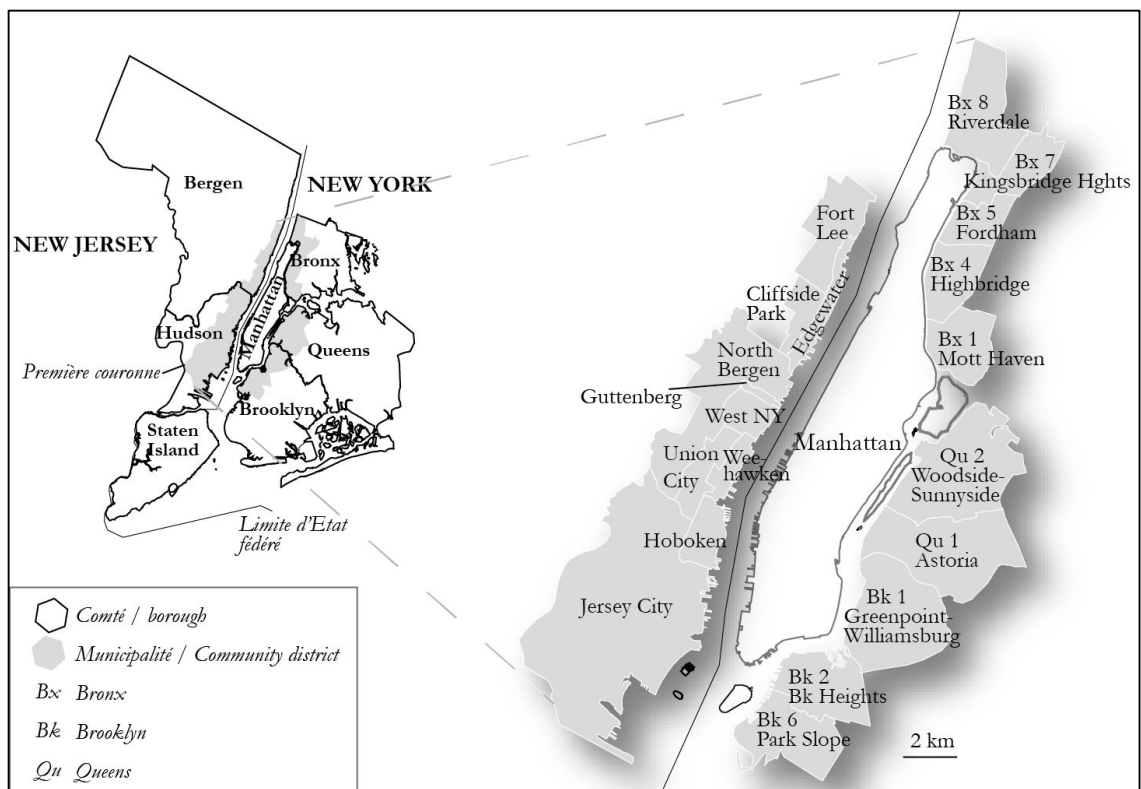 Bergen
NEW YORK
NEW JERSEY
Bronx
Manhattan
Hudson
Queens
Première couronne
Brooklyn
Staten
Island
Limite d'Etat
fédéré
Comté / borough
Municipalité / Community district
Bx Bronx
Bk Brooklyn
Qu Queens
Bx 8
Riverdale
Bx 7
Kingsbridge Hghts
Bx 5
Fordham
Bx 4
Highbridge
Bx 1
Mott Haven
Fort
Lee
Cliffside
Park
Edgewater
North
Bergen
Guttenberg
West NY
Union
City
Wee-
hawken
Manhattan
Hoboken
Jersey City
Qu 2
Woodside-
Sunnyside
Qu 1
Astoria
Bk 1
Greenpoint-
Williamsburg
Bk 2
Bk Heights
Bk 6
Park Slope
2 km